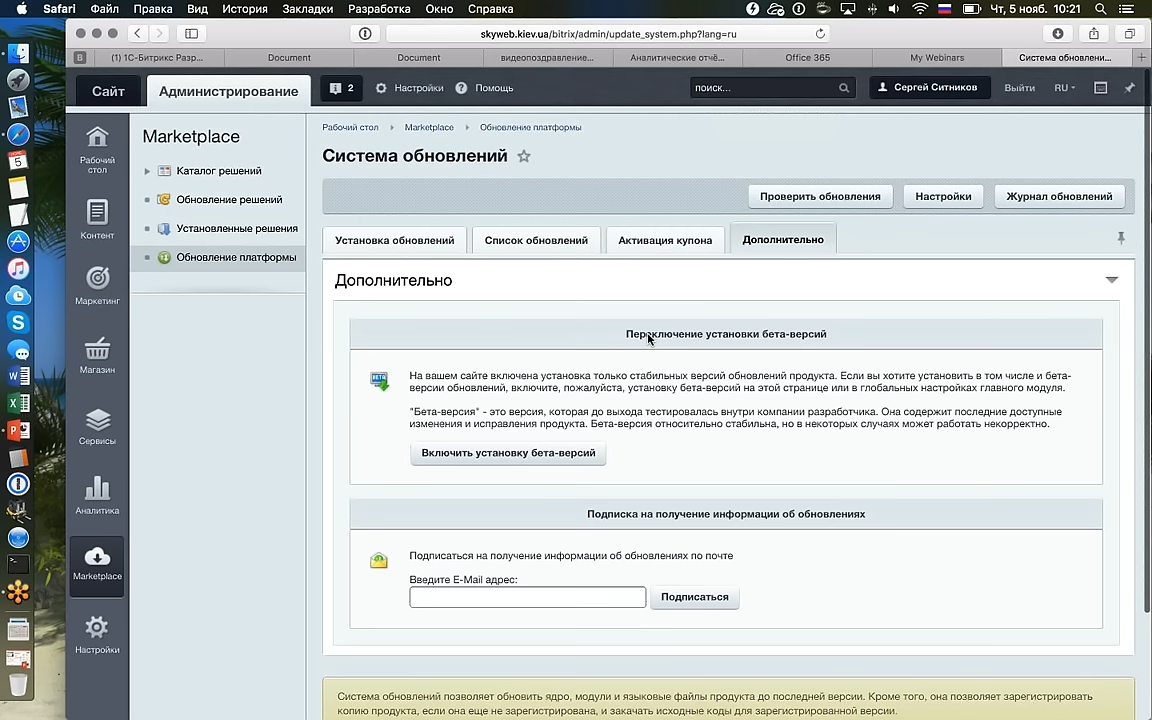 Safari Файл Правка Вид История Закладки Разработка Окно Справка Чт, 5 нояб. 10:21
skyweb.kiev.ua/bitrix/admin/update_system.php?lang=ru
(1) 1С-Битрикс Разр... Document Document видеопоздравление... Аналитические отчё... Office 365 My Webinars Система обновлени...
Сайт Администрирование 2 Настройки Помощь поиск... Сергей Ситников Выйти RU
Рабочий стол
Контент
Маркетинг
Магазин
Сервисы
Аналитика
Marketplace
Настройки
Marketplace
Каталог решений
Обновление решений
Установленные решения
Обновление платформы
Рабочий стол Marketplace Обновление платформы
Система обновлений
Проверить обновления Настройки Журнал обновлений
Установка обновлений Список обновлений Активация купона Дополнительно
Дополнительно
Переключение установки бета-версий
На вашем сайте включена установка только стабильных версий обновлений продукта. Если вы хотите установить в том числе и бета-
версии обновлений, включите, пожалуйста, установку бета-версий на этой странице или в глобальных настройках главного модуля.
"Бета-версия" - это версия, которая до выхода тестировалась внутри компании разработчика. Она содержит последние доступные
изменения и исправления продукта. Бета-версия относительно стабильна, но в некоторых случаях может работать некорректно.
Включить установку бета-версий
Подписка на получение информации об обновлениях
Подписаться на получение информации об обновлениях по почте
Введите E-Mail адрес:
Подписаться
Система обновлений позволяет обновить ядро, модули и языковые файлы продукта до последней версии. Кроме того, она позволяет зарегистрировать
копию продукта, если она еще не зарегистрирована, и закачать исходные коды для зарегистрированной версии.